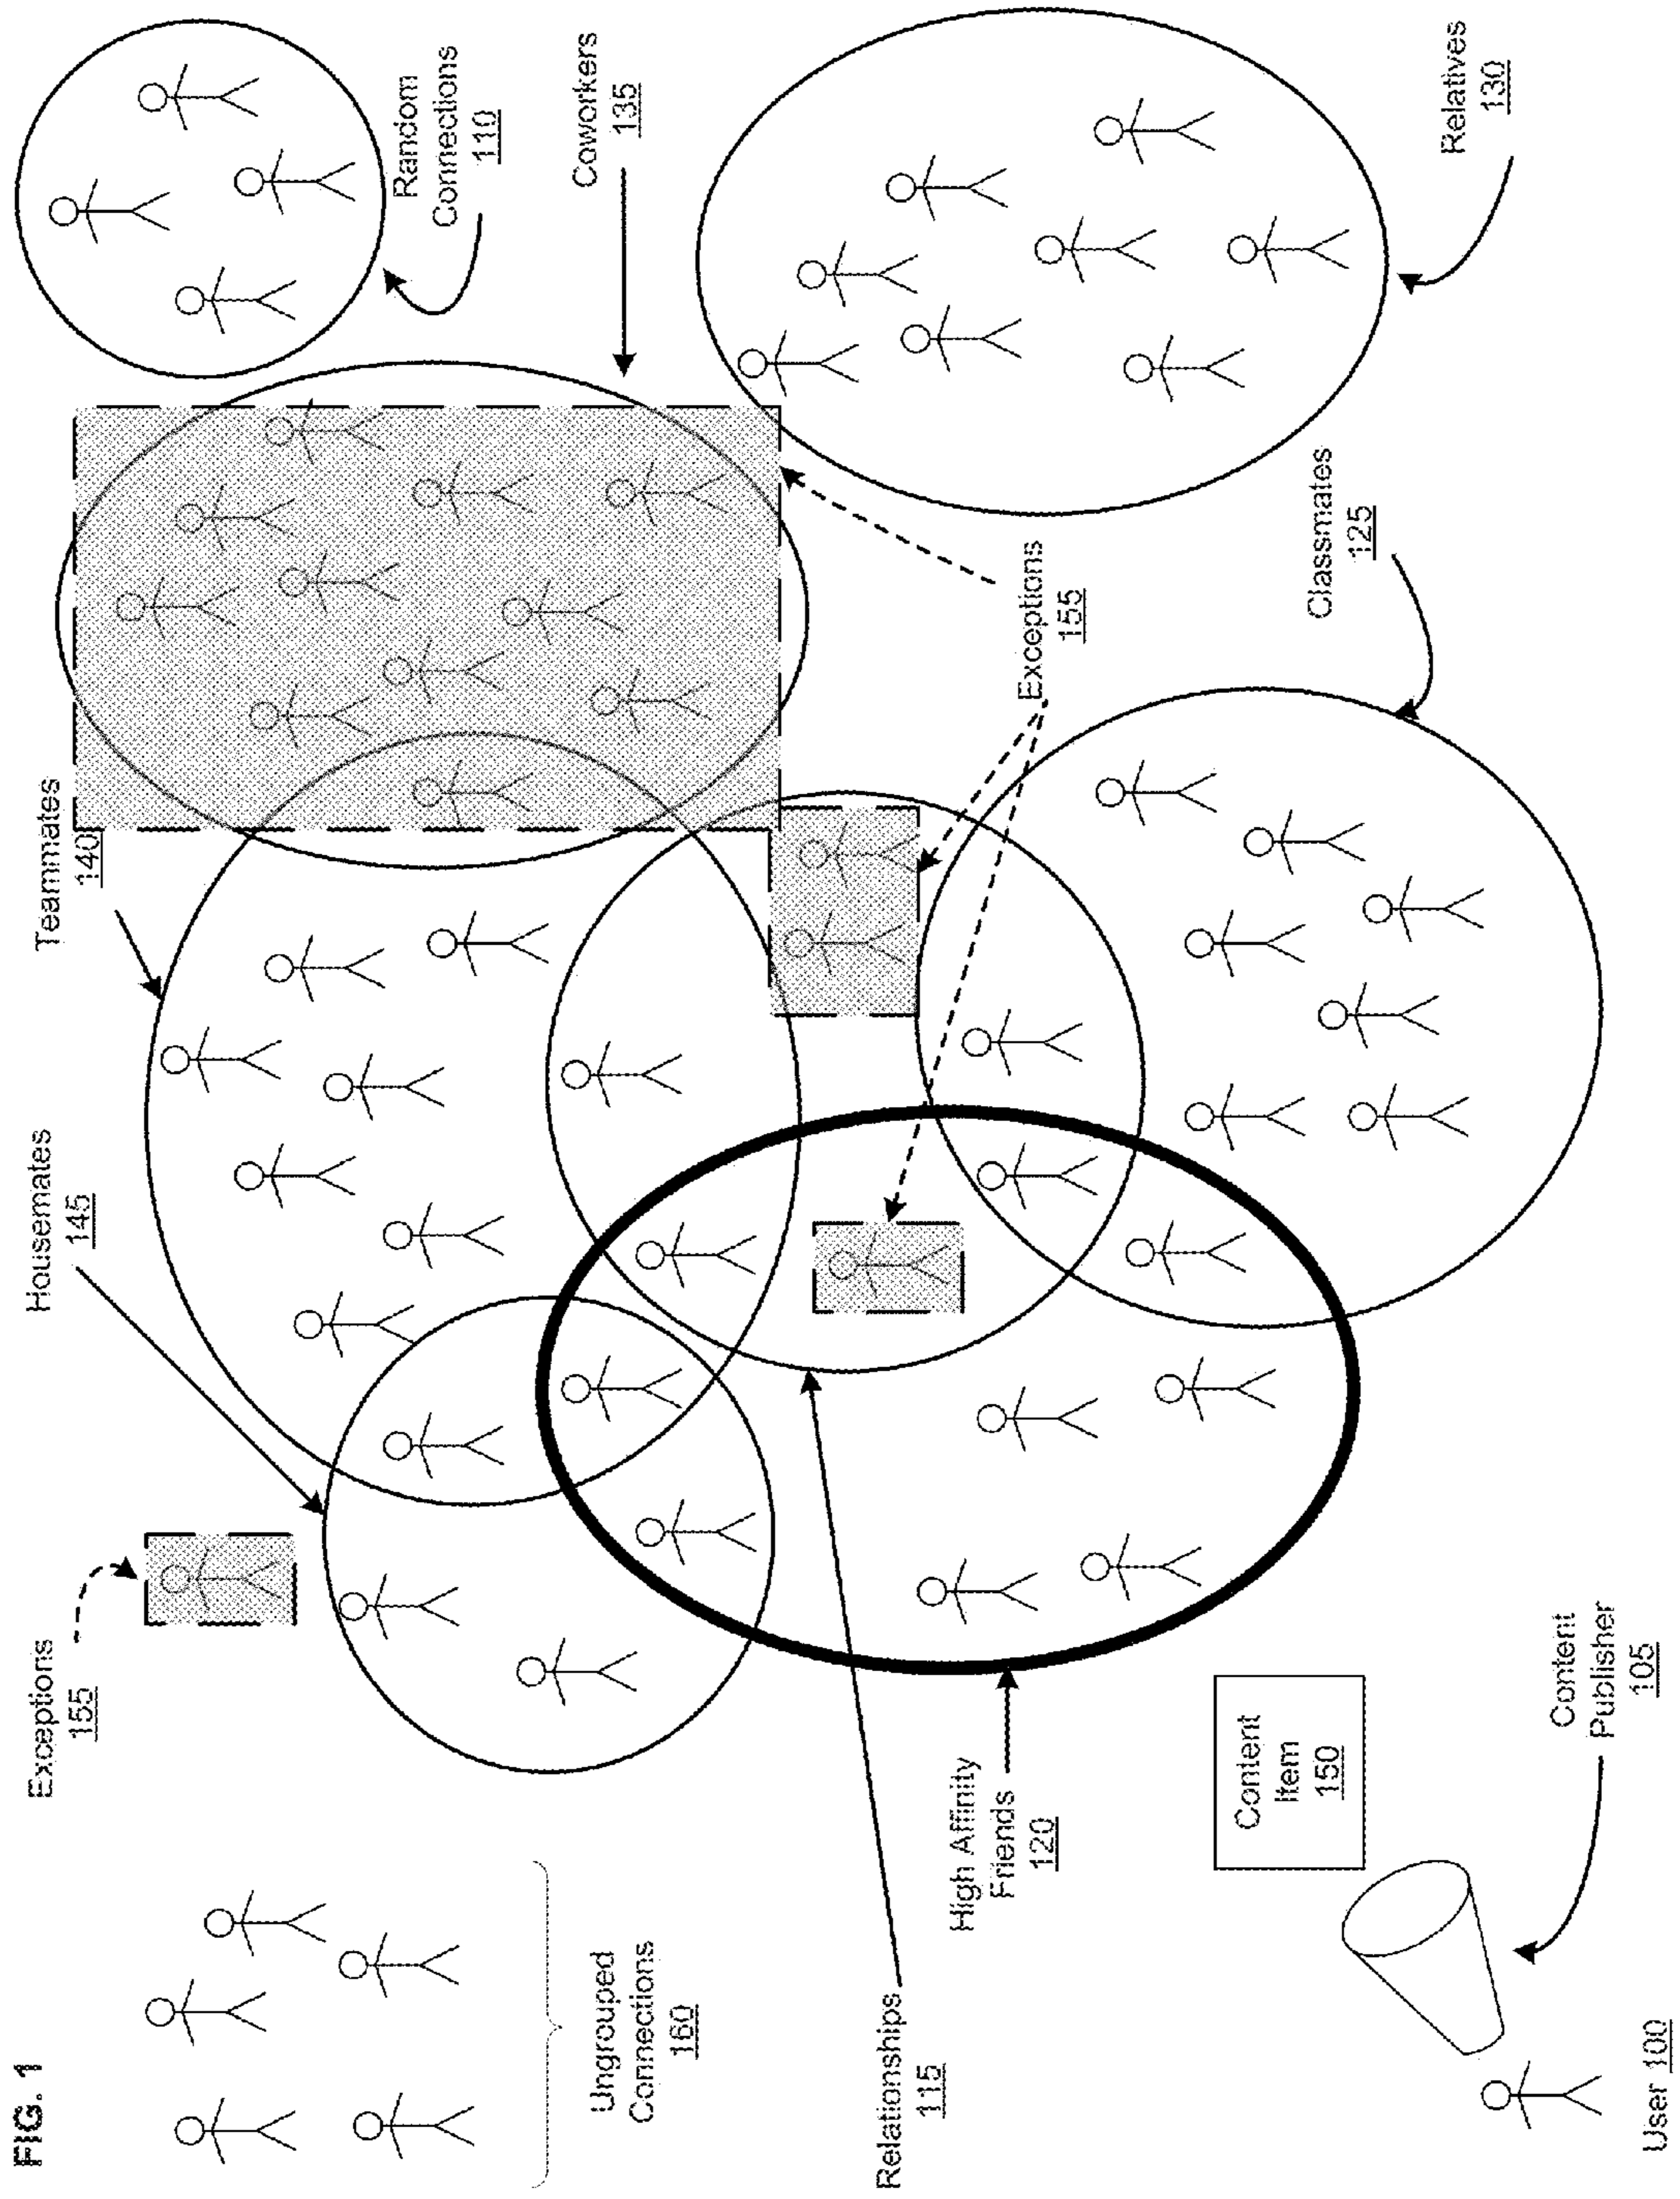 FIG. 1
Ungrouped
Connections
160
Exceptions
155
Housemates
145
Teammates
140
Random
Connections
110
Coworkers
135
Relationships
115
High Affinity
Friends
120
Exceptions
155
Relatives
130
Classmates
125
Content
Item
150
Content
Publisher
105
User 100